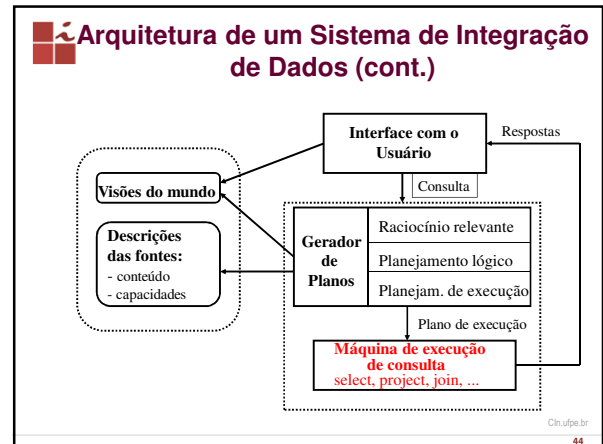 Arquitetura de um Sistema de Integração
de Dados (cont.)
Interface com o
Usuário
Respostas
Consulta
Visões do mundo
Descrições
das fontes:
- conteúdo
- capacidades
Gerador
de
Planos
Raciocínio relevante
Planejamento lógico
Planejam. de execução
Plano de execução
Máquina de execução
de consulta
select, project, join, ...
CIn.ufpe.br
44